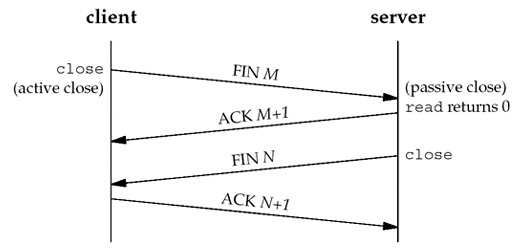 client
server
close
(active close)
FIN M
(passive close)
read returns 0
ACK M+1
FIN N
close
ACK N+1